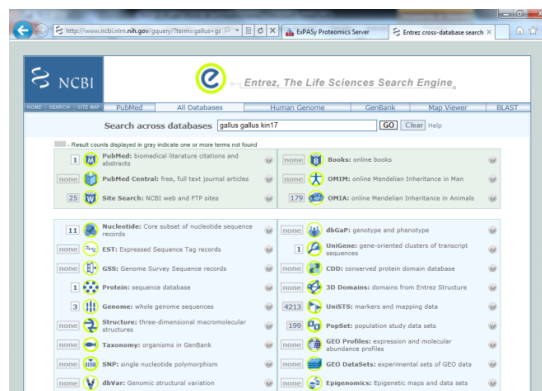 http://www.ncbi.nlm.nih.gov/gquery/?term=gallus+ga
ExPASy Proteomics Server
Entrez cross-database search
NCBI
Entrez, The Life Sciences Search Engine
HOME | SEARCH | SITE MAP PubMed All Databases Human Genome GenBank Map Viewer BLAST
Search across databases gallus gallus kin17 GO Clear Help
- Result counts displayed in gray indicate one or more terms not found
1 PubMed: biomedical literature citations and abstracts
none Books: online books
none PubMed Central: free, full text journal articles
none OMIM: online Mendelian Inheritance in Man
25 Site Search: NCBI web and FTP sites
179 OMIA: online Mendelian Inheritance in Animals
11 Nucleotide: Core subset of nucleotide sequence records
none dbGaP: genotype and phenotype
none EST: Expressed Sequence Tag records
1 UniGene: gene-oriented clusters of transcript sequences
none GSS: Genome Survey Sequence records
none CDD: conserved protein domain database
1 Protein: sequence database
none 3D Domains: domains from Entrez Structure
3 Genome: whole genome sequences
4213 UniSTS: markers and mapping data
none Structure: three-dimensional macromolecular structures
199 PopSet: population study data sets
none Taxonomy: organisms in GenBank
none GEO Profiles: expression and molecular abundance profiles
none SNP: single nucleotide polymorphism
none GEO DataSets: experimental sets of GEO data
none dbVar: Genomic structural variation
none Epigenomics: Epigenetic maps and data sets